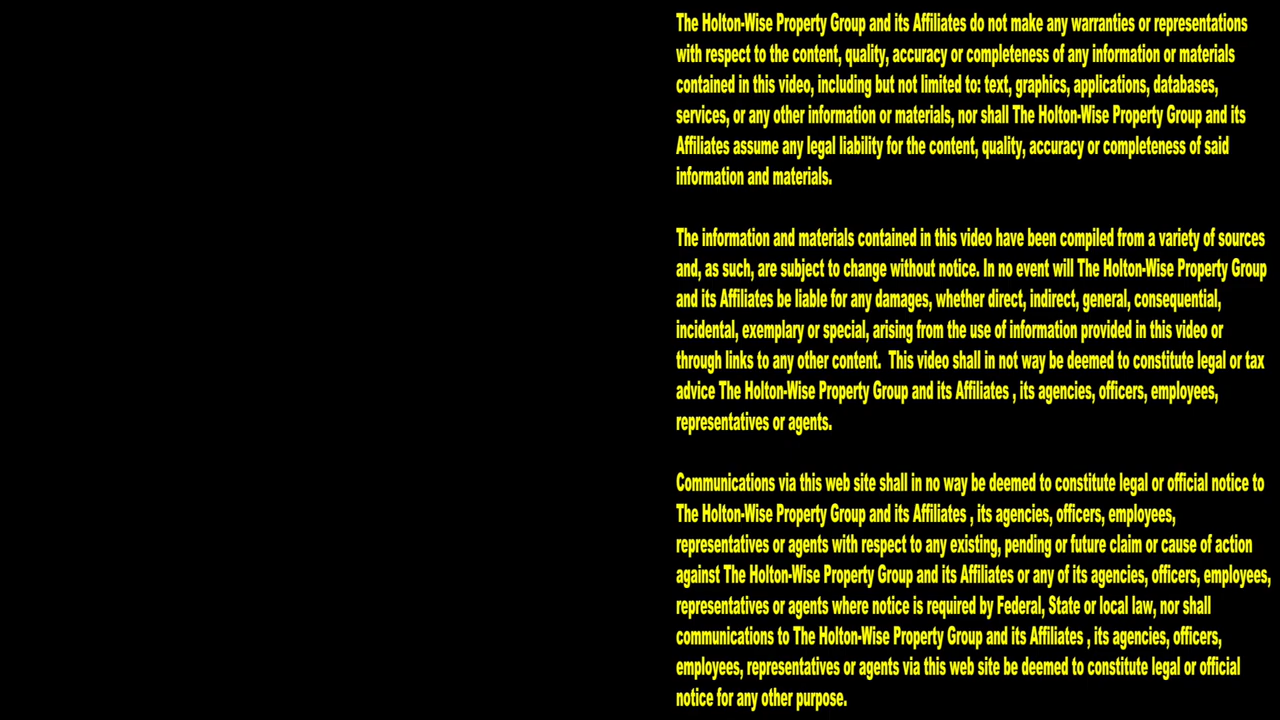 The Holton-Wise Property Group and its Affiliates do not make any warranties or representations
with respect to the content, quality, accuracy or completeness of any information or materials
contained in this video, including but not limited to: text, graphics, applications, databases,
services, or any other information or materials, nor shall The Holton-Wise Property Group and its
Affiliates assume any legal liability for the content, quality, accuracy or completeness of said
information and materials.
The information and materials contained in this video have been compiled from a variety of sources
and, as such, are subject to change without notice. In no event will The Holton-Wise Property Group
and its Affiliates be liable for any damages, whether direct, indirect, general, consequential,
incidental, exemplary or special, arising from the use of information provided in this video or
through links to any other content.  This video shall in not way be deemed to constitute legal or tax
advice The Holton-Wise Property Group and its Affiliates , its agencies, officers, employees,
representatives or agents.
Communications via this web site shall in no way be deemed to constitute legal or official notice to
The Holton-Wise Property Group and its Affiliates , its agencies, officers, employees,
representatives or agents with respect to any existing, pending or future claim or cause of action
against The Holton-Wise Property Group and its Affiliates or any of its agencies, officers, employees,
representatives or agents where notice is required by Federal, State or local law, nor shall
communications to The Holton-Wise Property Group and its Affiliates , its agencies, officers,
employees, representatives or agents via this web site be deemed to constitute legal or official
notice for any other purpose.